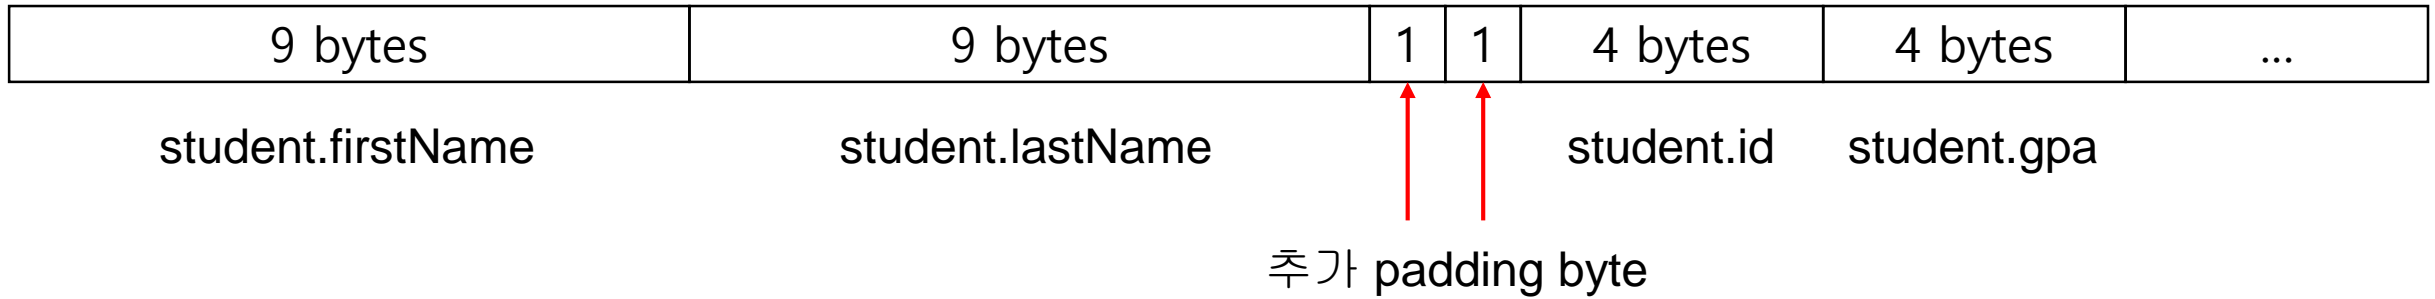 9 bytes 9 bytes 1 1 4 bytes 4 bytes ...
student.firstName student.lastName student.id student.gpa
추가 padding byte